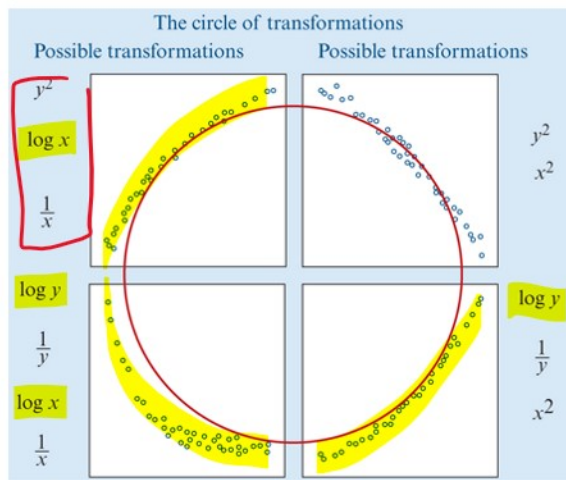 The circle of transformations
Possible transformations
Possible transformations
y²
log x
1/x
y²
x²
log y
1/y
log x
1/x
log y
1/y
x²